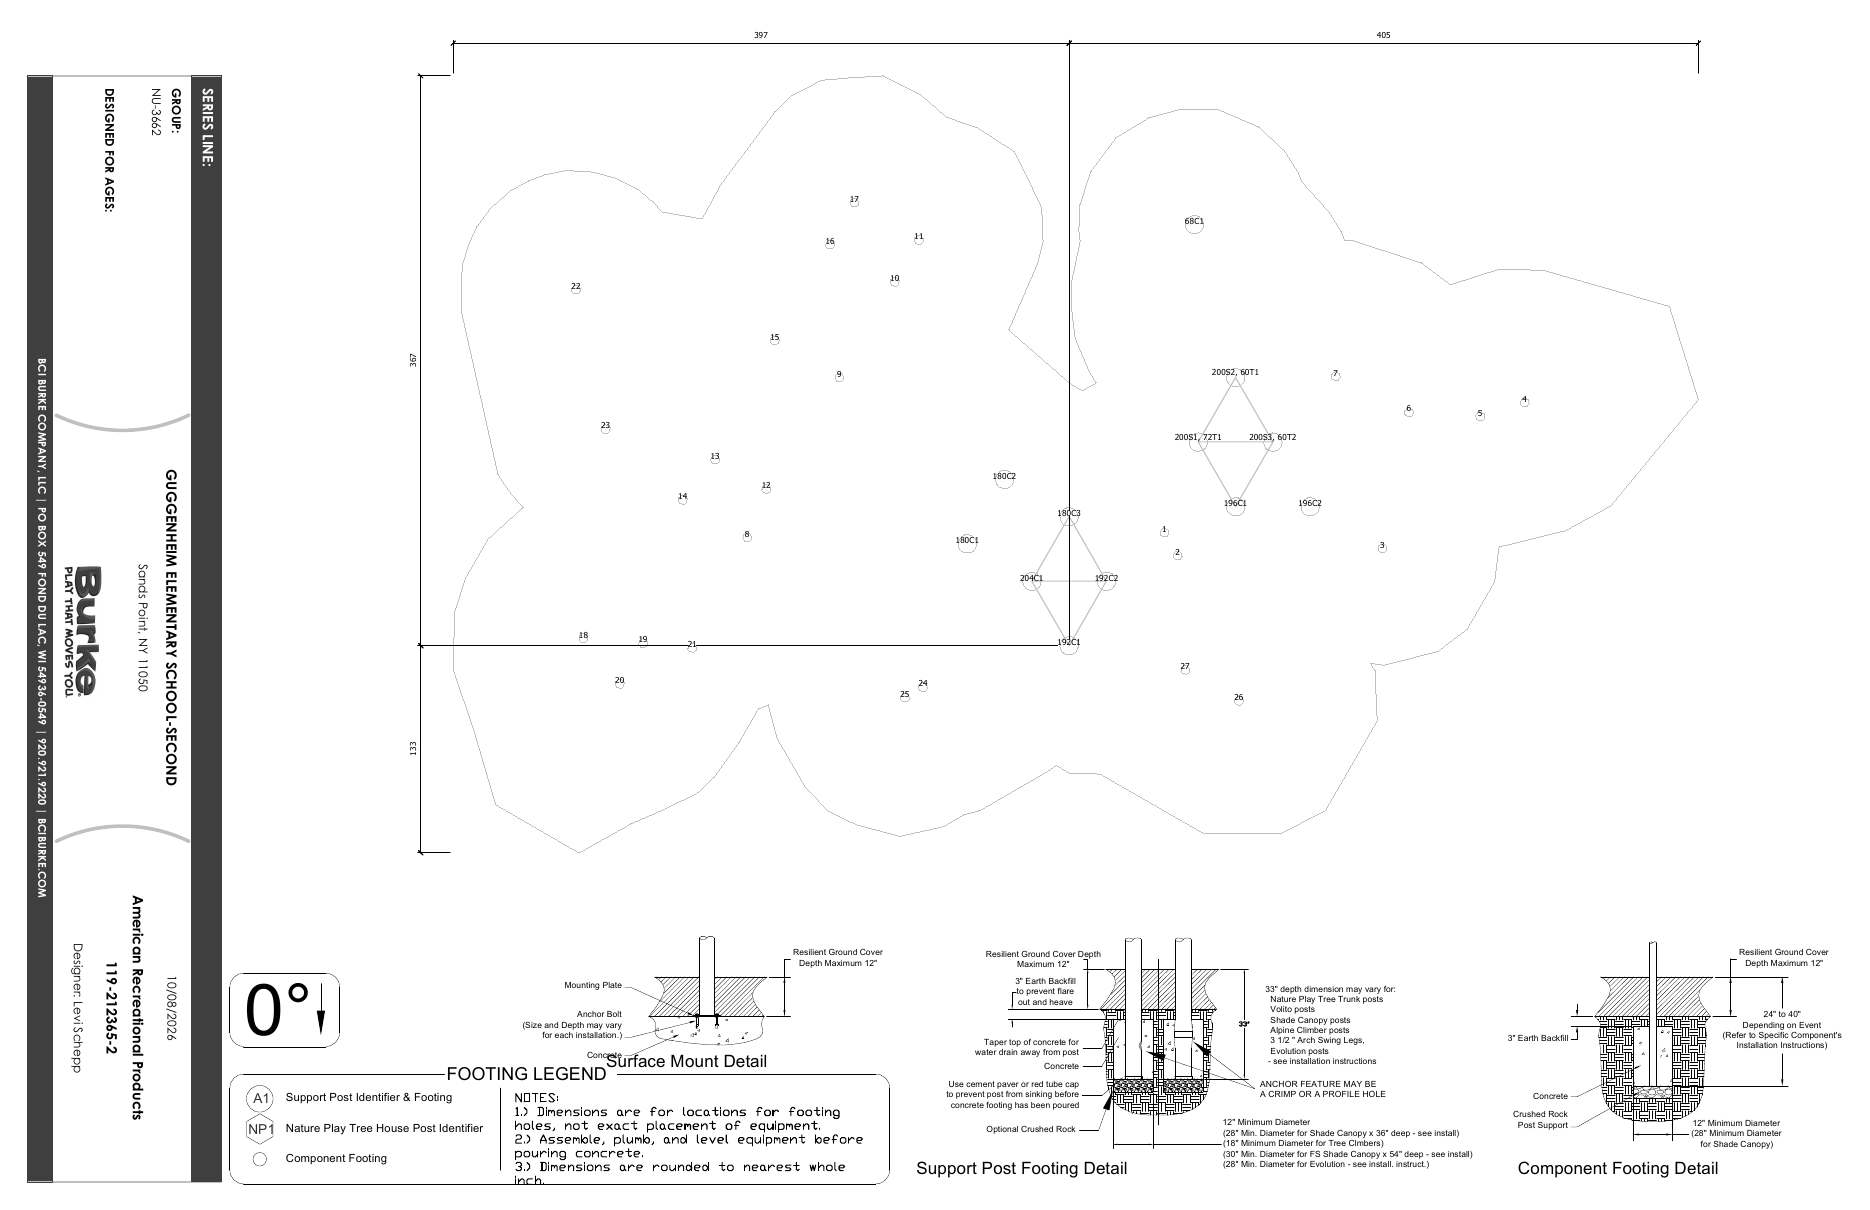 SERIES LINE:
GROUP:
NU-3662
DESIGNED FOR AGES:
GUGGENHEIM ELEMENTARY SCHOOL-SECOND
Sands Point, NY 11050
Burke
PLAY THAT MOVES YOU.
10/08/2026
American Recreational Products
119-212365-2
Designer: Levi Schepp
BCI BURKE COMPANY, LLC | PO BOX 549 FOND DU LAC, WI 54936-0549 | 920.921.9220 | BCIBURKE.COM
397
405
367
133
17
16
11
10
22
15
9
23
13
14
12
8
18
19
21
20
24
25
68C1
200S2, 60T1
7
6
5
4
200S1, 72T1
200S3, 60T2
180C2
196C1
196C2
180C3
180C1
1
2
3
204C1
192C2
192C1
27
26
0°
Resilient Ground Cover
Depth Maximum 12"
Mounting Plate
Anchor Bolt
(Size and Depth may vary
for each installation.)
Concrete
Surface Mount Detail
FOOTING LEGEND
A1
Support Post Identifier & Footing
NP1
Nature Play Tree House Post Identifier
Component Footing
NOTES:
1.) Dimensions are for locations for footing
holes, not exact placement of equipment.
2.) Assemble, plumb, and level equipment before
pouring concrete.
3.) Dimensions are rounded to nearest whole
inch.
Resilient Ground Cover Depth
Maximum 12"
3" Earth Backfill
to prevent flare
out and heave
Taper top of concrete for
water drain away from post
Concrete
Use cement paver or red tube cap
to prevent post from sinking before
concrete footing has been poured
Optional Crushed Rock
33"
33" depth dimension may vary for:
Nature Play Tree Trunk posts
Volito posts
Shade Canopy posts
Alpine Climber posts
3 1/2 " Arch Swing Legs,
Evolution posts
- see installation instructions
ANCHOR FEATURE MAY BE
A CRIMP OR A PROFILE HOLE
12" Minimum Diameter
(28" Min. Diameter for Shade Canopy x 36" deep - see install)
(18" Minimum Diameter for Tree Clmbers)
(30" Min. Diameter for FS Shade Canopy x 54" deep - see install)
(28" Min. Diameter for Evolution - see install. instruct.)
Support Post Footing Detail
Resilient Ground Cover
Depth Maximum 12"
24" to 40"
Depending on Event
(Refer to Specific Component's
Installation Instructions)
3" Earth Backfill
Concrete
Crushed Rock
Post Support
12" Minimum Diameter
(28" Minimum Diameter
for Shade Canopy)
Component Footing Detail